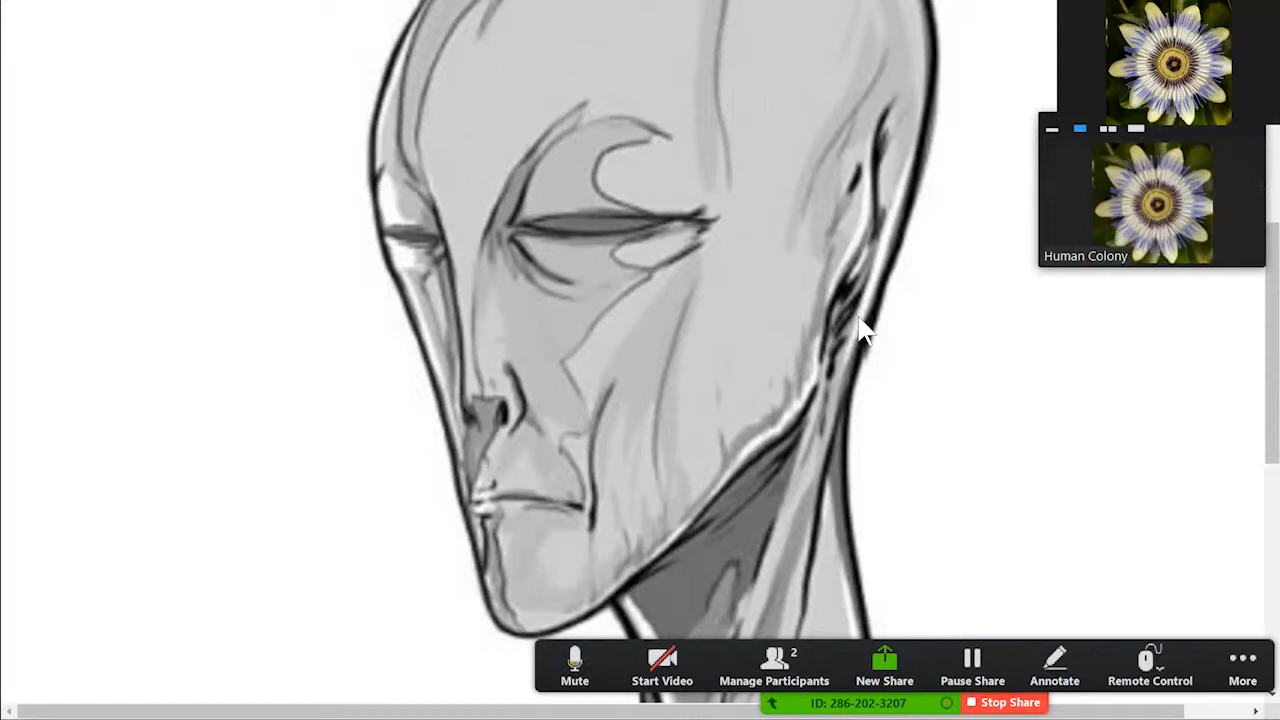 Human Colony
2
Mute
Start Video
Manage Participants
New Share
Pause Share
Annotate
Remote Control
More
ID: 286-202-3207
Stop Share